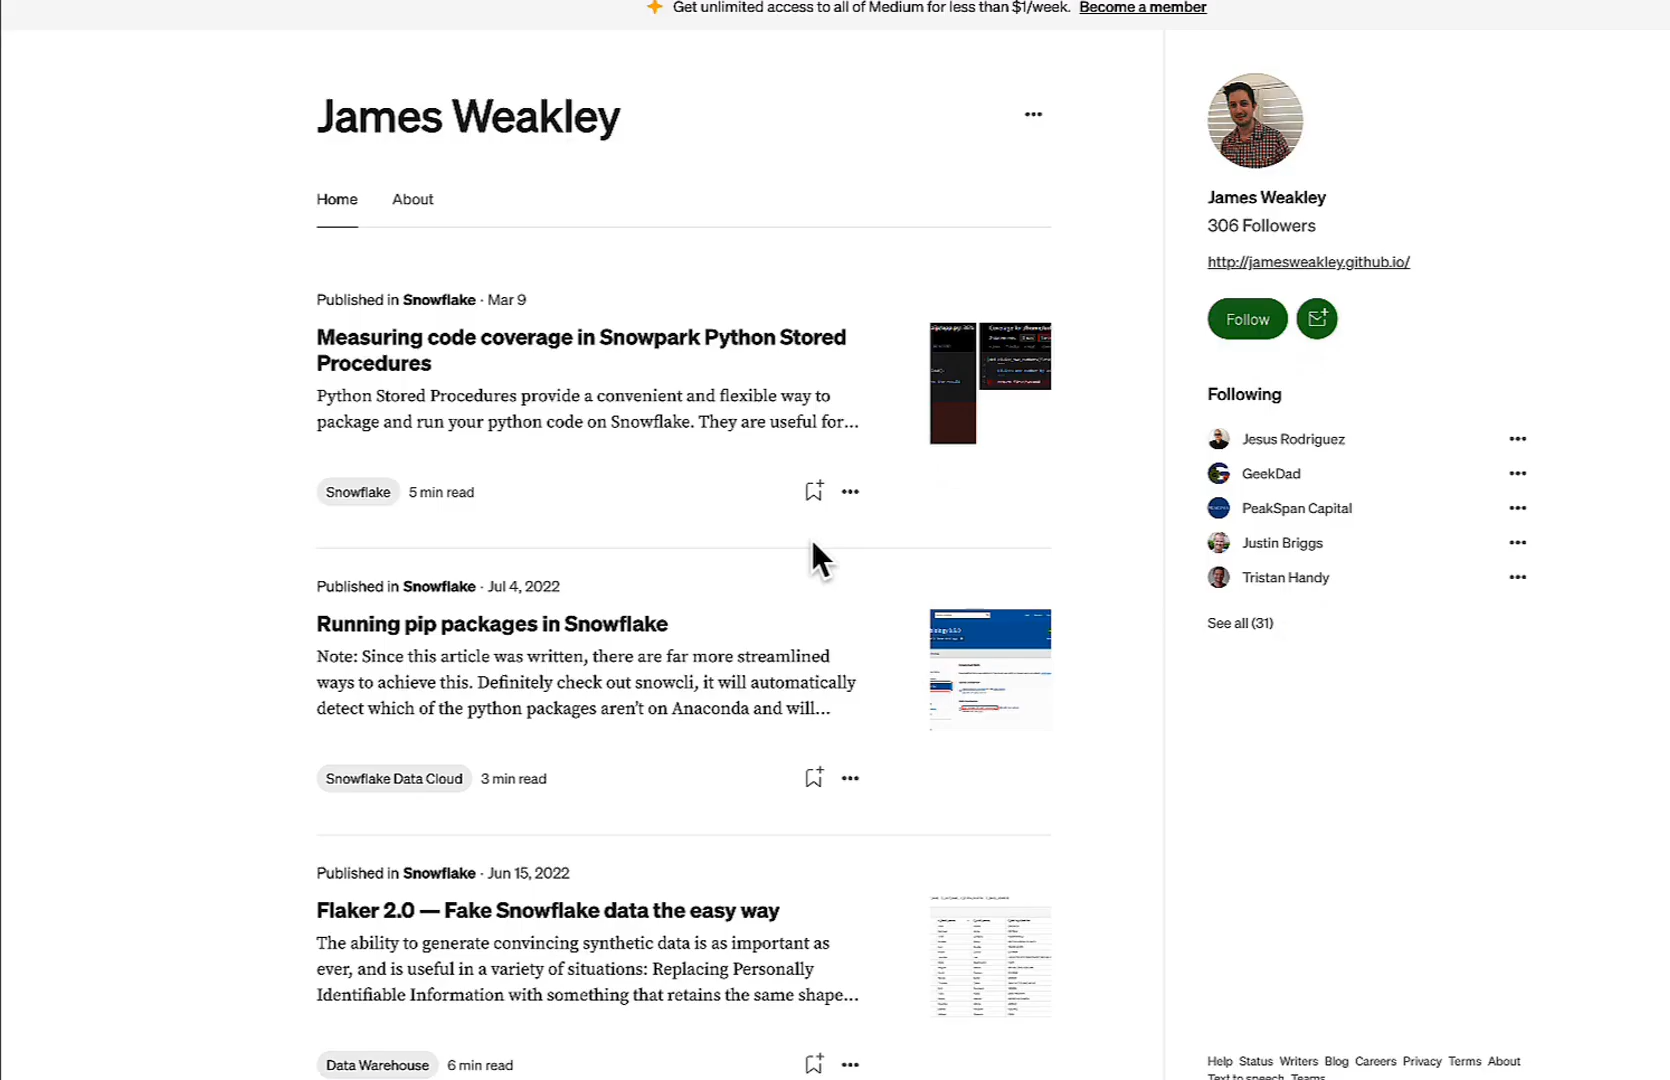 Get unlimited access to all of Medium for less than $1/week. Become a member
James Weakley
Home About
Published in Snowflake · Mar 9
Measuring code coverage in Snowpark Python Stored
Procedures
Python Stored Procedures provide a convenient and flexible way to
package and run your python code on Snowflake. They are useful for...
Snowflake 5 min read
Published in Snowflake · Jul 4, 2022
Running pip packages in Snowflake
Note: Since this article was written, there are far more streamlined
ways to achieve this. Definitely check out snowcli, it will automatically
detect which of the python packages aren't on Anaconda and will...
Snowflake Data Cloud 3 min read
Published in Snowflake · Jun 15, 2022
Flaker 2.0 — Fake Snowflake data the easy way
The ability to generate convincing synthetic data is as important as
ever, and is useful in a variety of situations: Replacing Personally
Identifiable Information with something that retains the same shape...
Data Warehouse 6 min read
James Weakley
306 Followers
http://jamesweakley.github.io/
Follow
Following
Jesus Rodriguez
GeekDad
PeakSpan Capital
Justin Briggs
Tristan Handy
See all (31)
Help Status Writers Blog Careers Privacy Terms About
Text to speech Teams